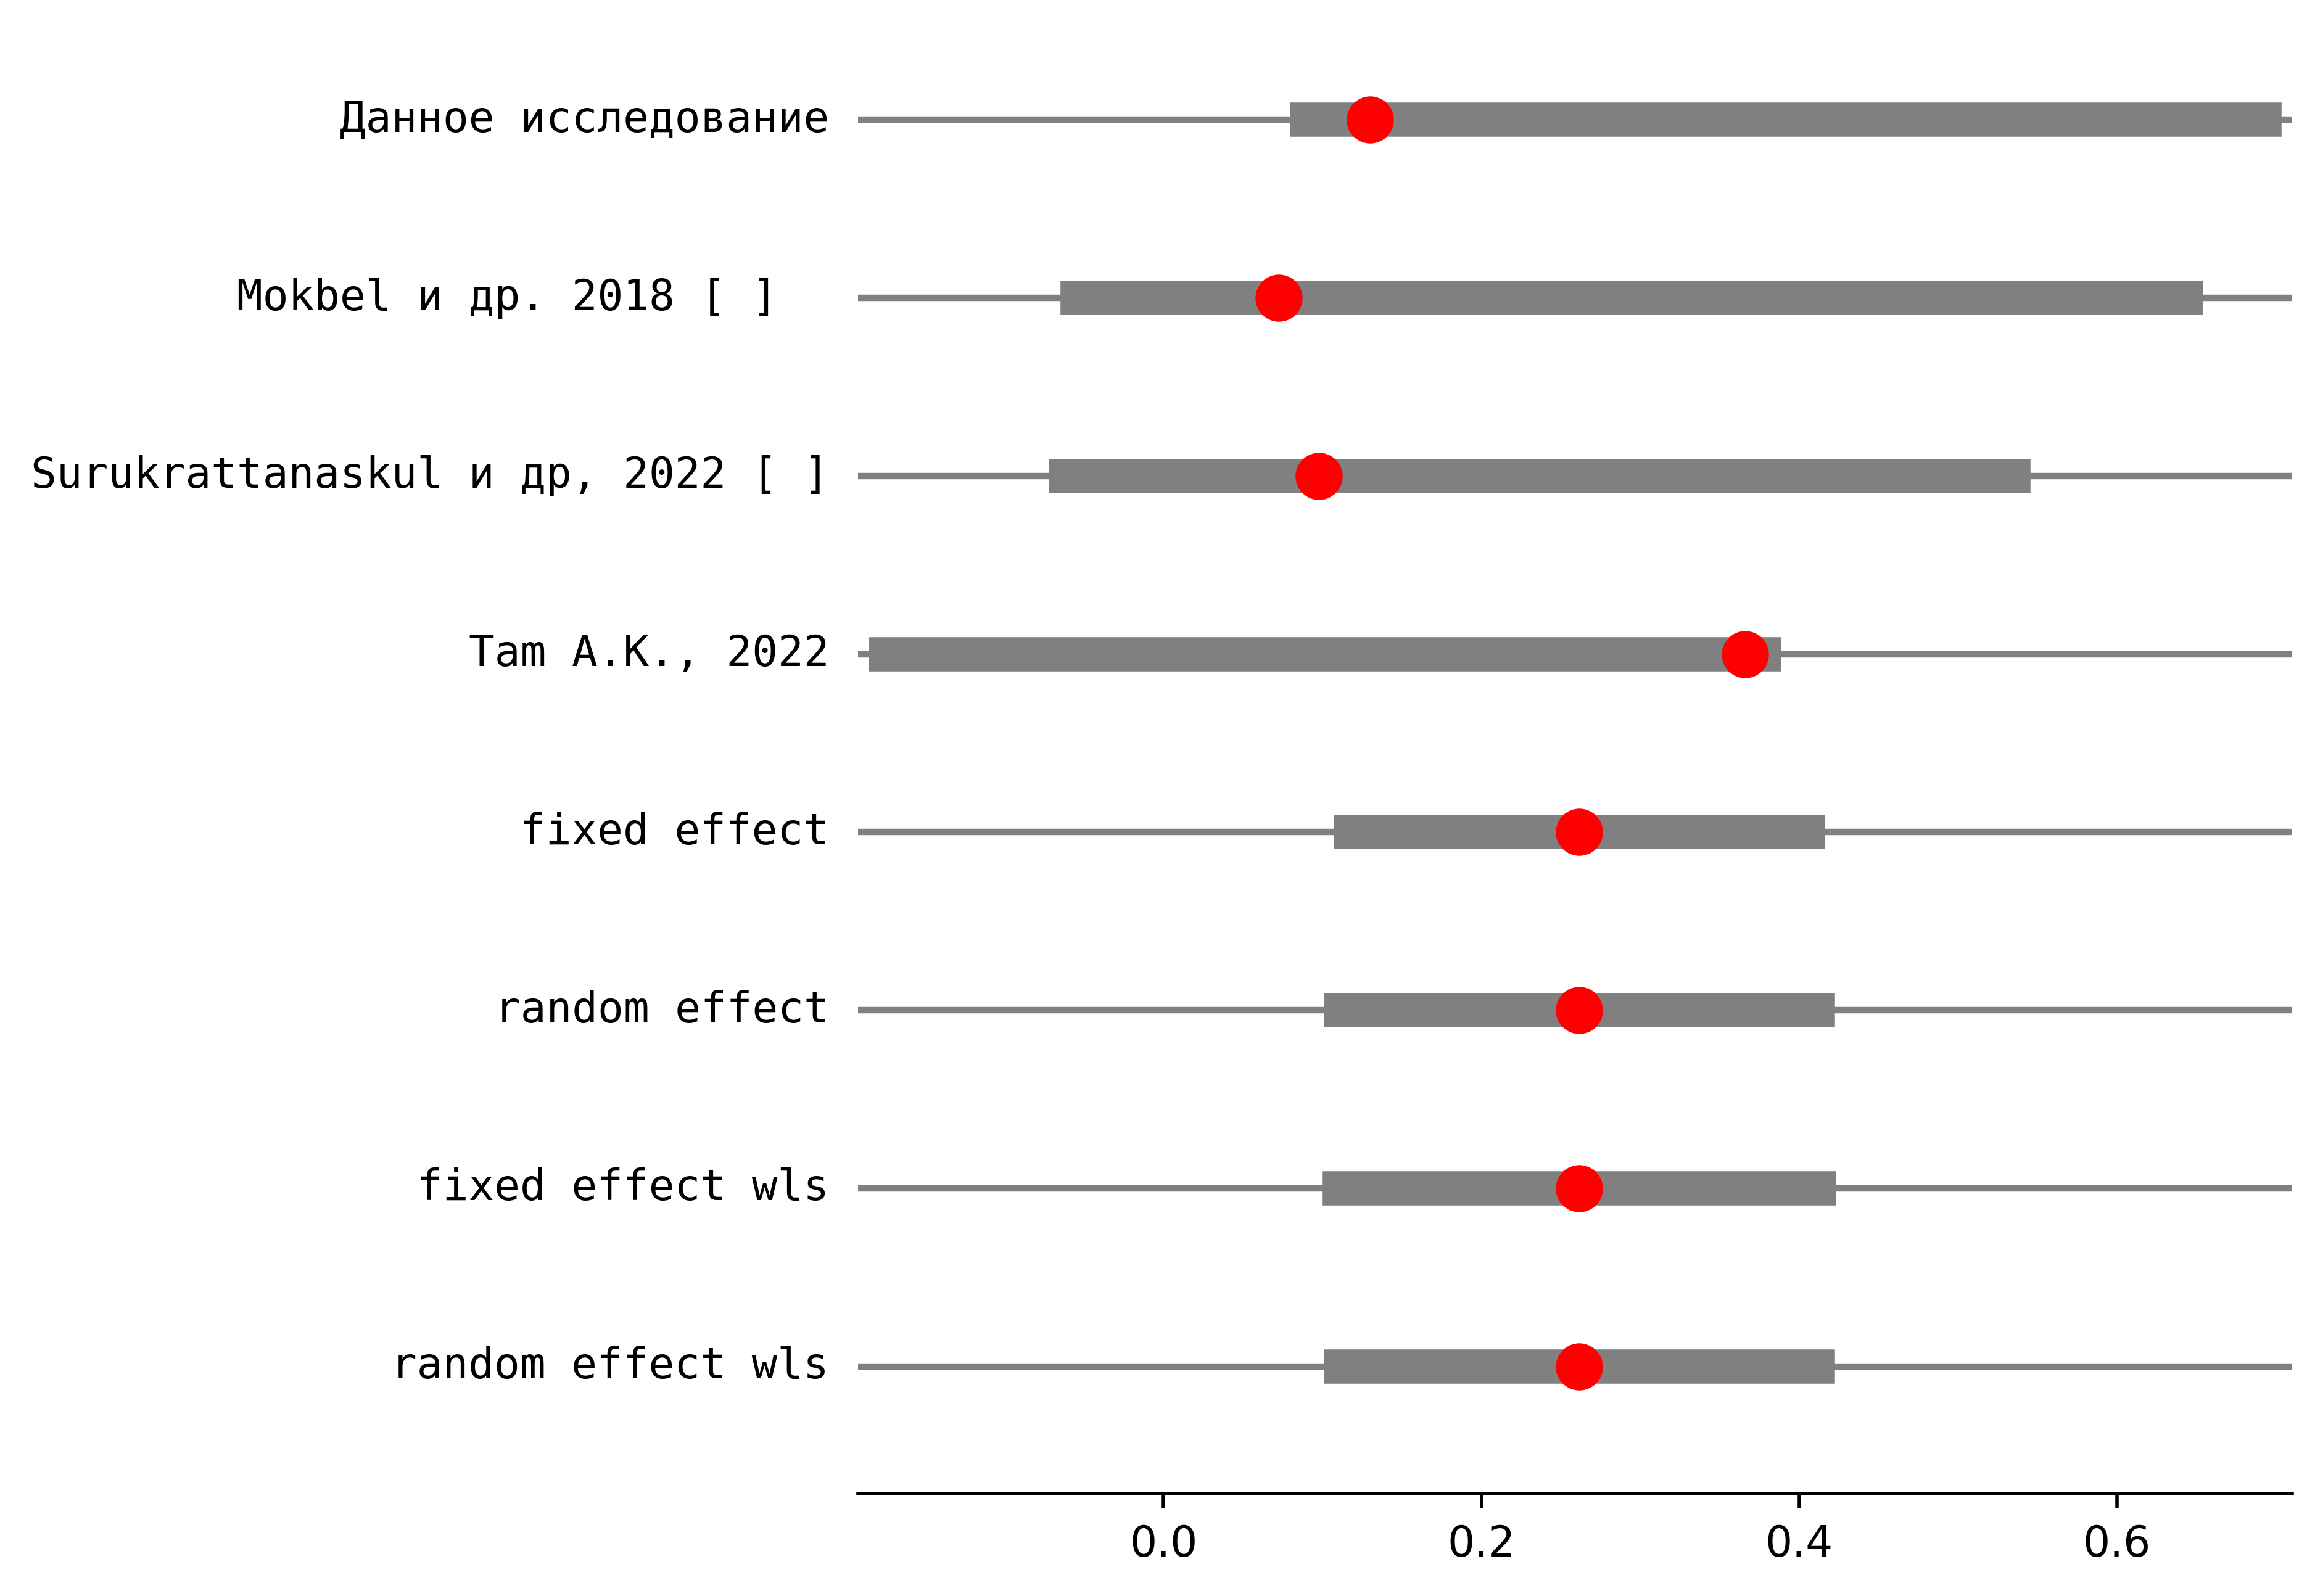 Данное исследование
Mokbel и др. 2018 [ ]
Surukrattanaskul и др, 2022 [ ]
Tam A.K., 2022
fixed effect
random effect
fixed effect wls
random effect wls
0.0 0.2 0.4 0.6